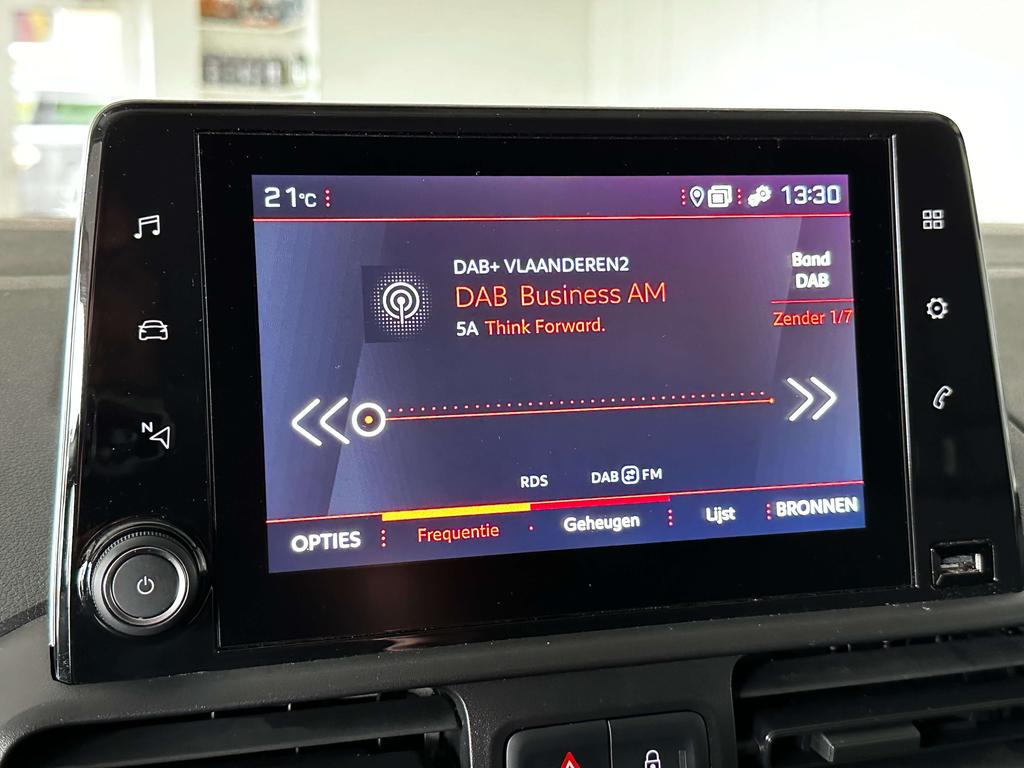 21°C
13:30
DAB+ VLAANDEREN2
DAB Business AM
5A Think Forward.
Band
DAB
Zender 1/7
N
RDS
DAB FM
OPTIES
Frequentie
Geheugen
Lijst
BRONNEN